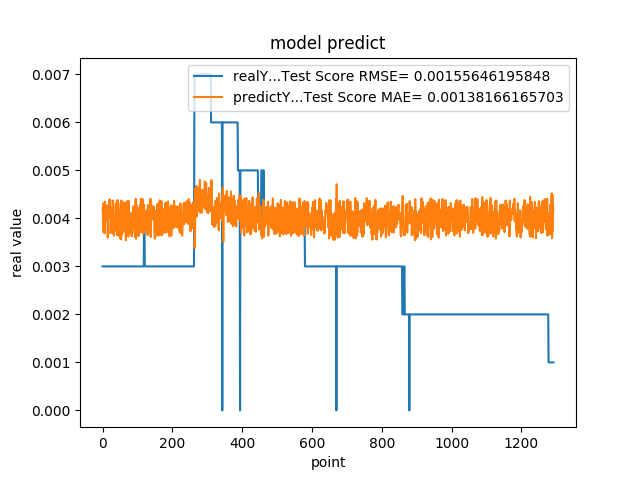 model predict
realY...Test Score RMSE= 0.00155646195848
predictY...Test Score MAE= 0.00138166165703
real value
0.007
0.006
0.005
0.004
0.003
0.002
0.001
0.000
0 200 400 600 800 1000 1200
point